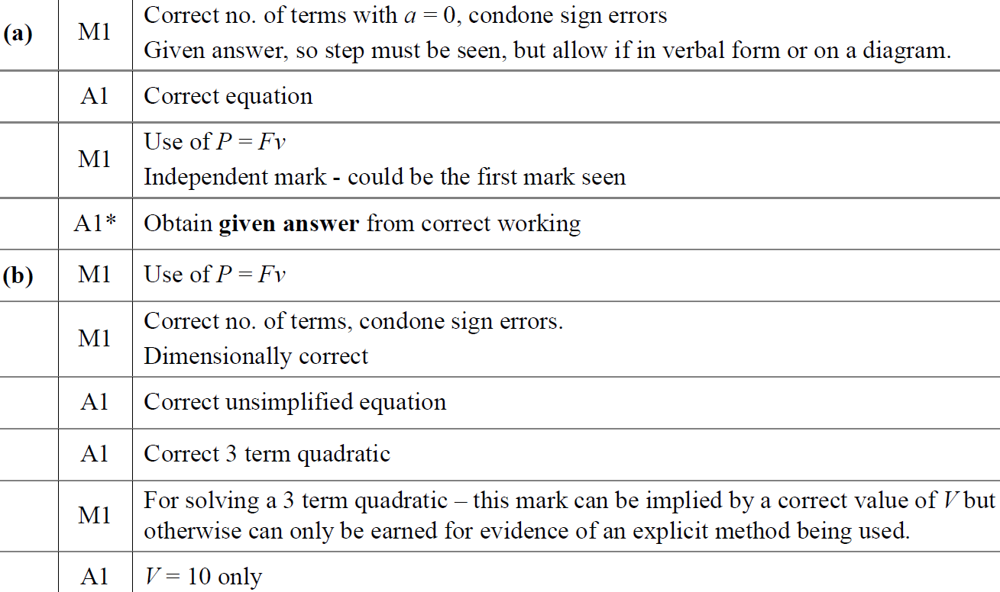 Correct no. of terms with a = 0, condone sign errors
(a) M1
Given answer, so step must be seen, but allow if in verbal form or on a diagram.
A1 Correct equation
Use of P = Fv
M1
Independent mark - could be the first mark seen
A1* Obtain given answer from correct working
(b) M1 Use of P = Fv
Correct no. of terms, condone sign errors.
M1
Dimensionally correct
A1 Correct unsimplified equation
A1 Correct 3 term quadratic
For solving a 3 term quadratic – this mark can be implied by a correct value of V but
M1
otherwise can only be earned for evidence of an explicit method being used.
A1 V = 10 only